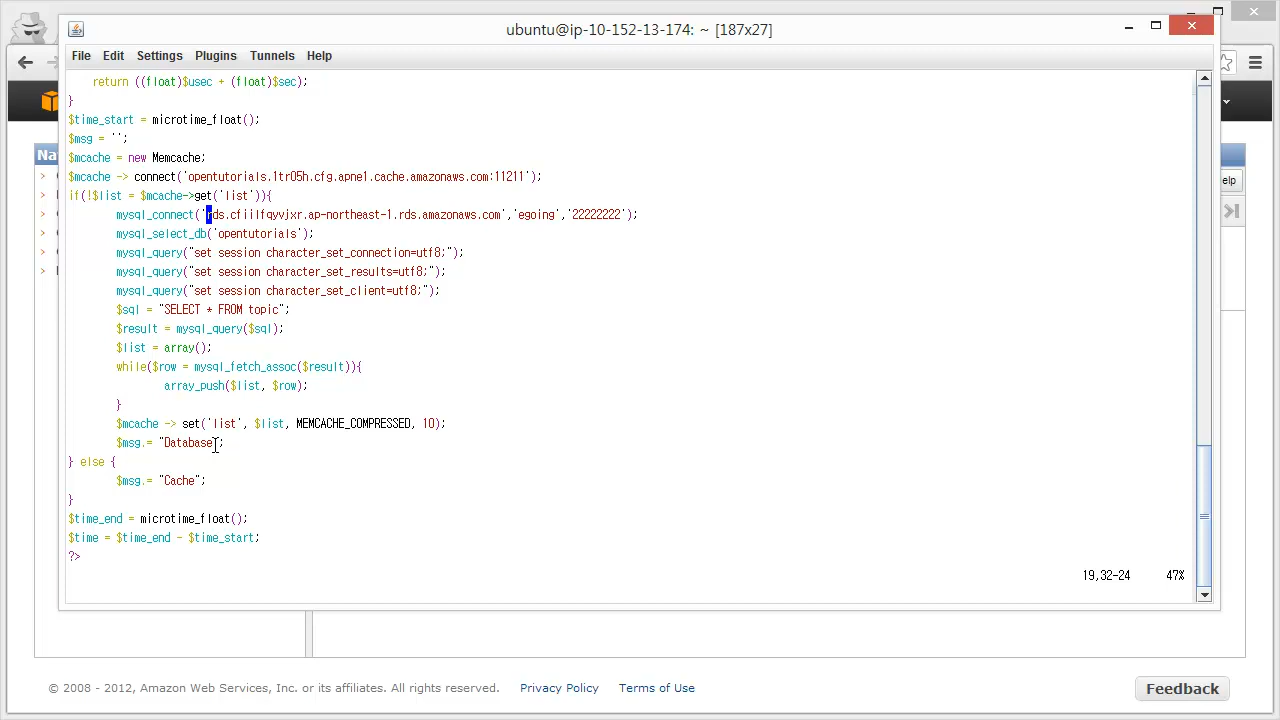 ubuntu@ip-10-152-13-174: ~ [187x27]
File Edit Settings Plugins Tunnels Help
return ((float)$usec + (float)$sec);
}
$time_start = microtime_float();
$msg = '';
$mcache = new Memcache;
$mcache -> connect('opentutorials.1tr05h.cfg.apne1.cache.amazonaws.com:11211');
if(!$list = $mcache->get('list')){
mysql_connect('rds.cfiilfqyvjxr.ap-northeast-1.rds.amazonaws.com','egoing','22222222');
mysql_select_db('opentutorials');
mysql_query("set session character_set_connection=utf8;");
mysql_query("set session character_set_results=utf8;");
mysql_query("set session character_set_client=utf8;");
$sql = "SELECT * FROM topic";
$result = mysql_query($sql);
$list = array();
while($row = mysql_fetch_assoc($result)){
array_push($list, $row);
}
$mcache -> set('list', $list, MEMCACHE_COMPRESSED, 10);
$msg.= "Database";
} else {
$msg.= "Cache";
}
$time_end = microtime_float();
$time = $time_end - $time_start;
?>
19,32-24 47%
Na
elp
© 2008 - 2012, Amazon Web Services, Inc. or its affiliates. All rights reserved. Privacy Policy Terms of Use
Feedback